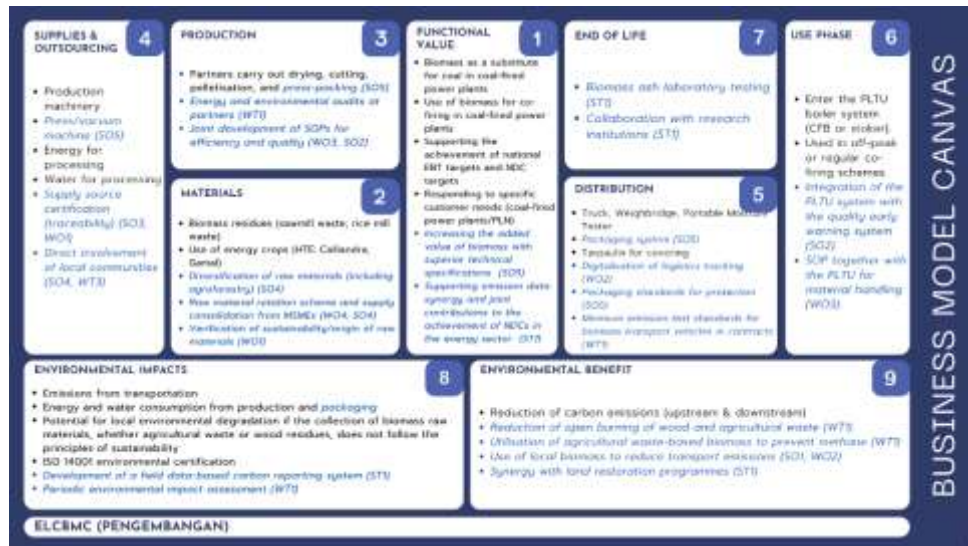 SUPPLIES &
OUTSOURCING
4
• Production
machinery
• Press/vacuum
machine (SO5)
• Energy for
processing
• Water for processing
• Supply source
certification
(traceability) (SO3,
WO1)
• Direct involvement
of local communities
(SO4, WT3)
PRODUCTION
3
• Partners carry out drying, cutting,
pelletisation, and press-packing (SO5)
• Energy and environmental audits of
partners (WT1)
• Joint development of SOPs for
efficiency and quality (WO3, SO2)
MATERIALS
2
• Biomass residues (sawmill waste, rice mill
waste)
• Use of energy crops (HTE: Calliandra,
Gamal)
• Diversification of raw materials (including
agroforestry) (SO4)
• Raw material rotation scheme and supply
consolidation from MSMEs (WO4, SO4)
• Verification of sustainability/origin of raw
materials (WO1)
FUNCTIONAL
VALUE
1
• Biomass as a substitute
for coal in coal-fired
power plants
• Use of biomass for co-
firing in coal-fired power
plants
• Supporting the
achievement of national
EBT targets and NDC
targets
• Responding to specific
customer needs (coal-fired
power plants/PLN)
• Increasing the added
value of biomass with
superior technical
specifications (SO5)
• Supporting emission data
synergy and joint
contributions to the
achievement of NDCs in
the energy sector (ST1)
END OF LIFE
7
• Biomass ash laboratory testing
(ST1)
• Collaboration with research
institutions (ST1)
DISTRIBUTION
5
• Truck, Weighbridge, Portable Moisture
Tester
• Packaging system (SO5)
• Tarpaulin for covering
• Digitalisation of logistics tracking
(WO2)
• Packaging standards for protection
(SO5)
• Minimum emission test standards for
biomass transport vehicles in contracts
(WT1)
USE PHASE
6
• Enter the PLTU
boiler system
(CFB or stoker).
• Used in off-peak
or regular co-
firing schemes
• Integration of the
PLTU system with
the quality early
warning system
(SO2)
• SOP together with
the PLTU for
material handling
(WO3)
ENVIRONMENTAL IMPACTS
8
• Emissions from transportation
• Energy and water consumption from production and packaging
• Potential for local environmental degradation if the collection of biomass raw
materials, whether agricultural waste or wood residues, does not follow the
principles of sustainability
• ISO 14001 environmental certification
• Development of a field data-based carbon reporting system (ST1)
• Periodic environmental impact assessment (WT1)
ENVIRONMENTAL BENEFIT
9
• Reduction of carbon emissions (upstream & downstream)
• Reduction of open burning of wood and agricultural waste (WT1)
• Utilisation of agricultural waste-based biomass to prevent methane (WT1)
• Use of local biomass to reduce transport emissions (SO1, WO2)
• Synergy with land restoration programmes (ST1)
ELCBMC (PENGEMBANGAN)
BUSINESS MODEL CANVAS